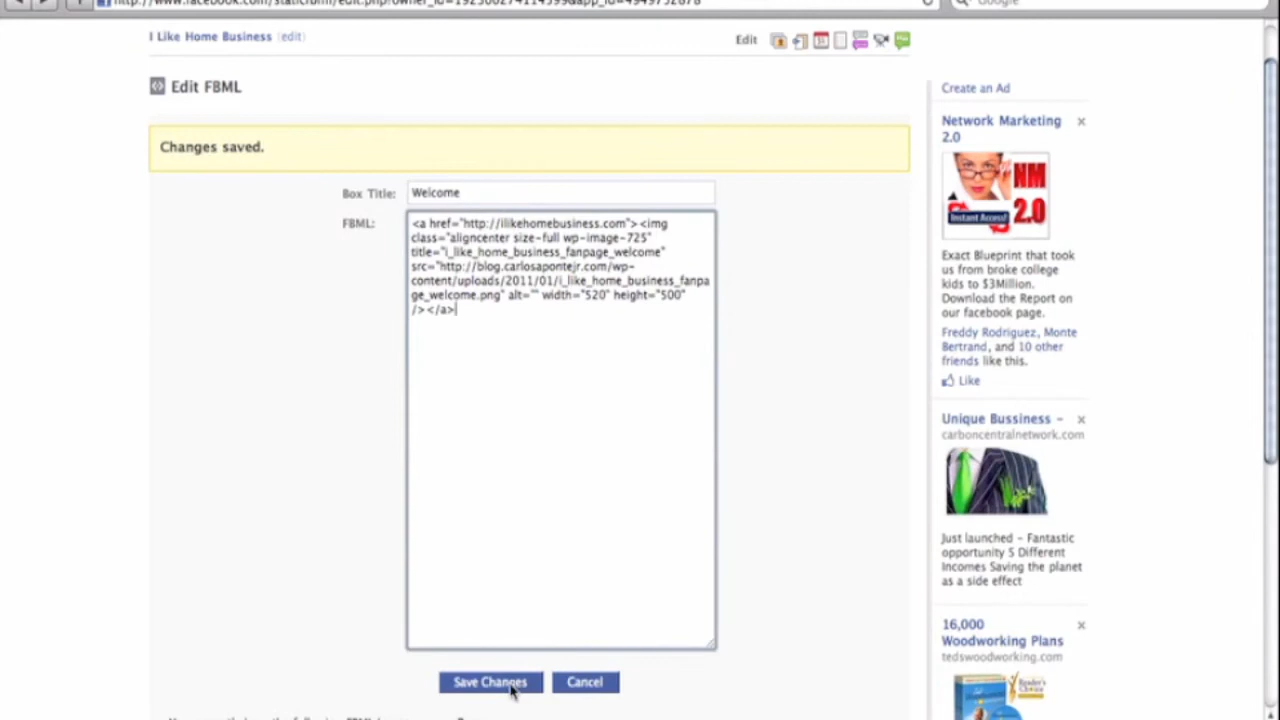 I Like Home Business (edit)
Edit
Edit FBML
Changes saved.
Box Title: Welcome
FBML:
<a href="http://ilikehomebusiness.com"><img
class="aligncenter size-full wp-image-725"
title="i_like_home_business_fanpage_welcome"
src="http://blog.carlosapontejr.com/wp-
content/uploads/2011/01/i_like_home_business_fanpa
ge_welcome.png" alt="" width="520" height="500"
/></a>
Save Changes
Cancel
Google
Create an Ad
Network Marketing
2.0
NM
2.0
Instant Access!
Exact Blueprint that took
us from broke college
kids to $3Million.
Download the Report on
our facebook page.
Freddy Rodriguez, Monte
Bertrand, and 10 other
friends like this.
Like
Unique Bussiness -
carboncentralnetwork.com
Just launched - Fantastic
opportunity 5 Different
Incomes Saving the planet
as a side effect
16,000
Woodworking Plans
tedswoodworking.com